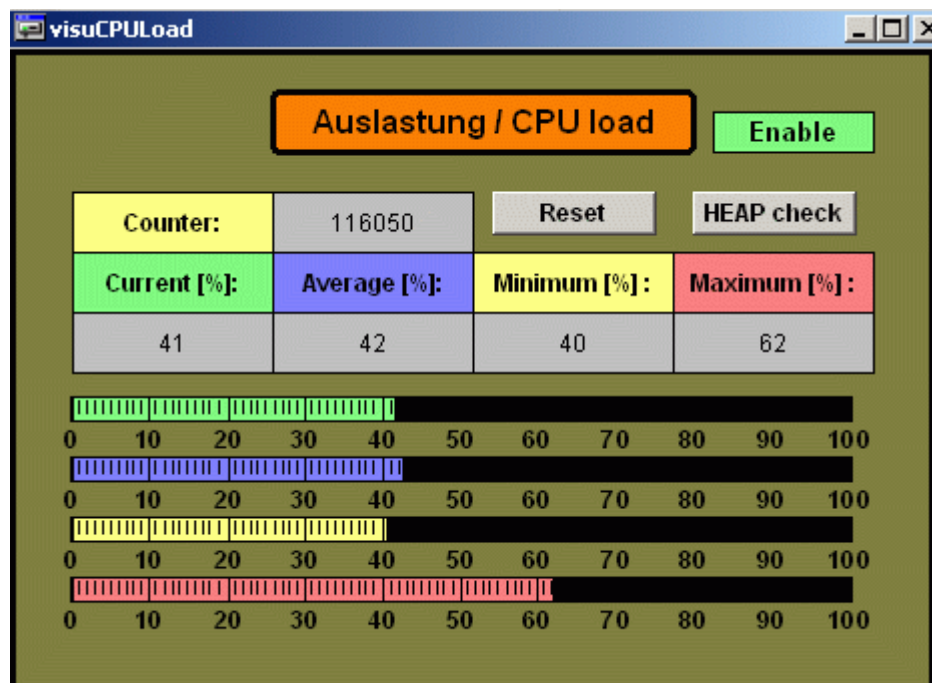 visuCPULoad
Auslastung / CPU load
Enable
Counter: 116050 Reset HEAP check
Current [%]: Average [%]: Minimum [%] : Maximum [%] :
41 42 40 62
0 10 20 30 40 50 60 70 80 90 100
0 10 20 30 40 50 60 70 80 90 100
0 10 20 30 40 50 60 70 80 90 100
0 10 20 30 40 50 60 70 80 90 100